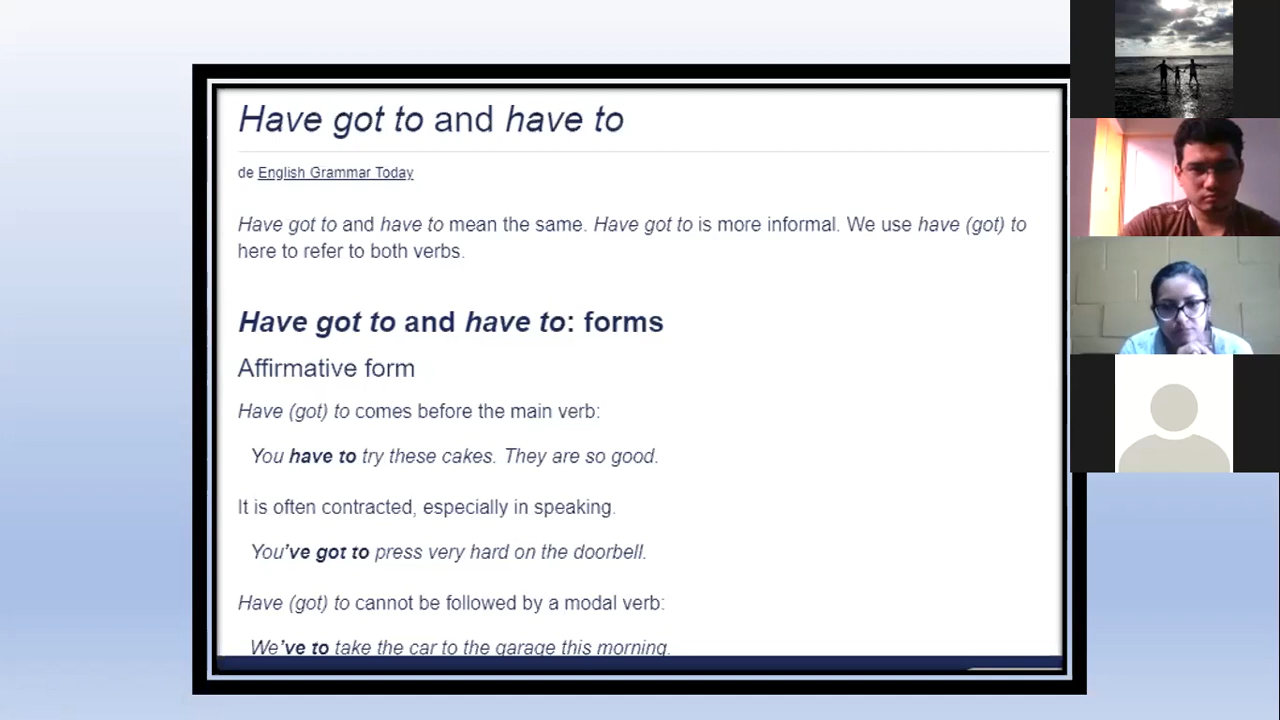 Have got to and have to
de English Grammar Today
Have got to and have to mean the same. Have got to is more informal. We use have (got) to
here to refer to both verbs.
Have got to and have to: forms
Affirmative form
Have (got) to comes before the main verb:
You have to try these cakes. They are so good.
It is often contracted, especially in speaking.
You've got to press very hard on the doorbell.
Have (got) to cannot be followed by a modal verb:
We've to take the car to the garage this morning.